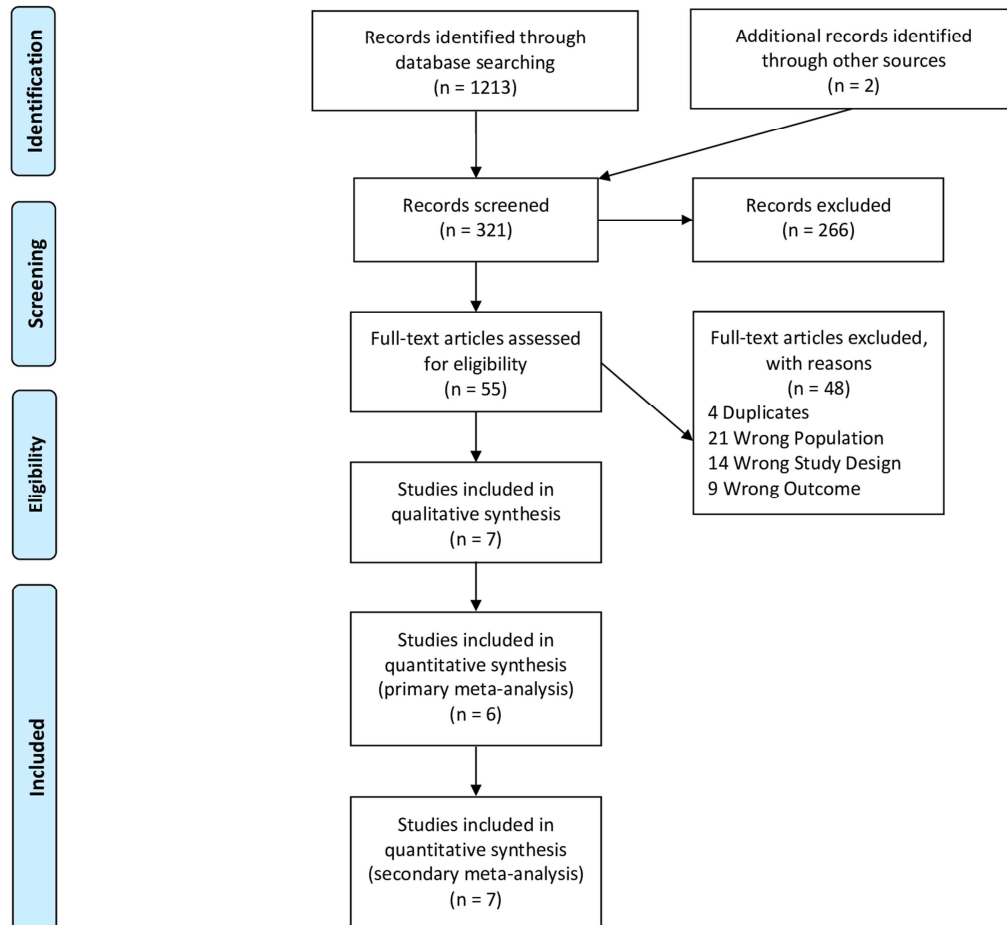 Identification
Records identified through
database searching
(n = 1213)
Additional records identified
through other sources
(n = 2)
Screening
Records screened
(n = 321)
Records excluded
(n = 266)
Full-text articles assessed
for eligibility
(n = 55)
Full-text articles excluded,
with reasons
(n = 48)
4 Duplicates
21 Wrong Population
14 Wrong Study Design
9 Wrong Outcome
Eligibility
Studies included in
qualitative synthesis
(n = 7)
Included
Studies included in
quantitative synthesis
(primary meta-analysis)
(n = 6)
Studies included in
quantitative synthesis
(secondary meta-analysis)
(n = 7)